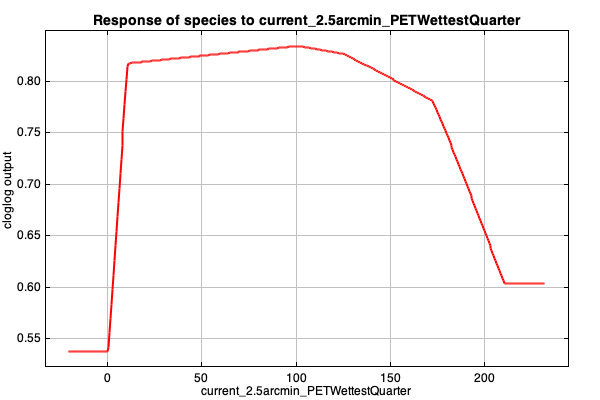 Response of species to current_2.5arcmin_PETWettestQuarter
cloglog output
0.80
0.75
0.70
0.65
0.60
0.55
0 50 100 150 200
current_2.5arcmin_PETWettestQuarter